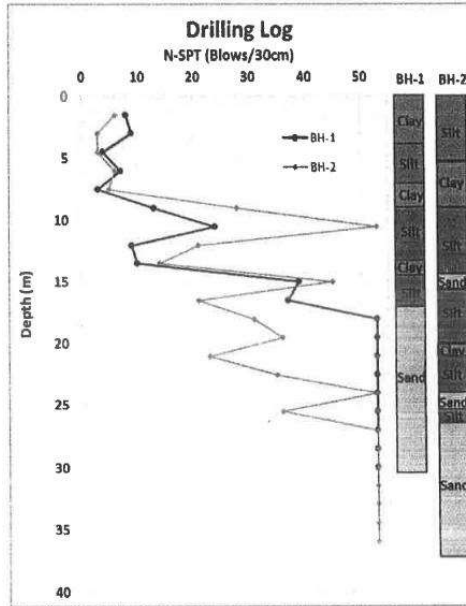 Drilling Log
N-SPT (Blows/30cm)
0 10 20 30 40 50 BH-1 BH-2
0
5
10
15
20
25
30
35
40
Depth (m)
BH-1
BH-2
Clay
Silt
Clay
Silt
Clay
Silt
Sand
Silt
Clay
Silt
Sand
Silt
Clay
Silt
Sand
Silt
Sand